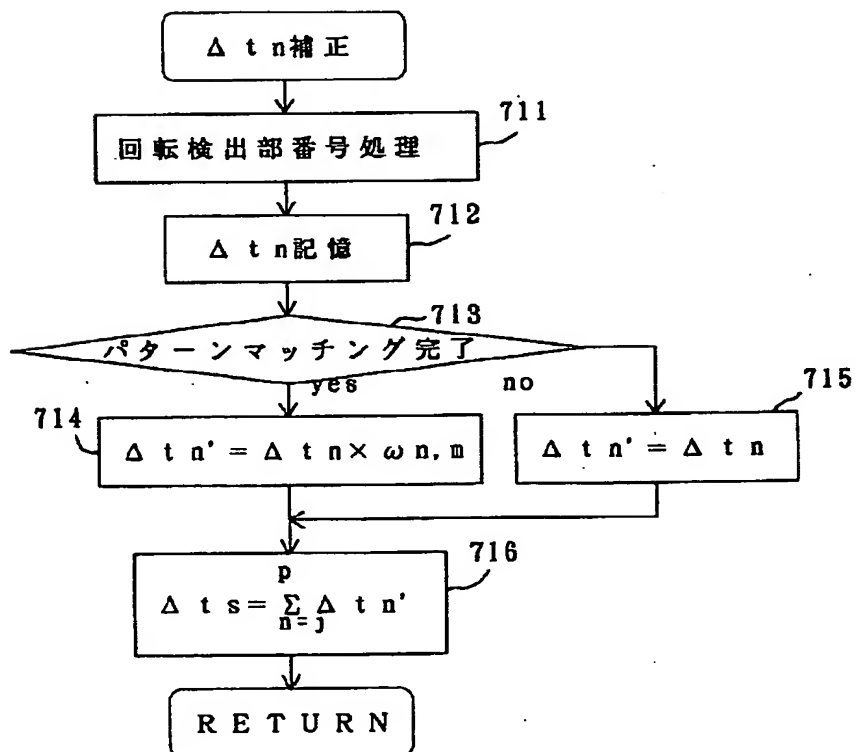 Δtn補正
711
回転検出部番号処理
712
Δtn記憶
713
パターンマッチング完了
yes no
714
Δtn'=Δtn×ωn,m
715
Δtn'=Δtn
716
p
Δts=ΣΔtn'
n=j
RETURN